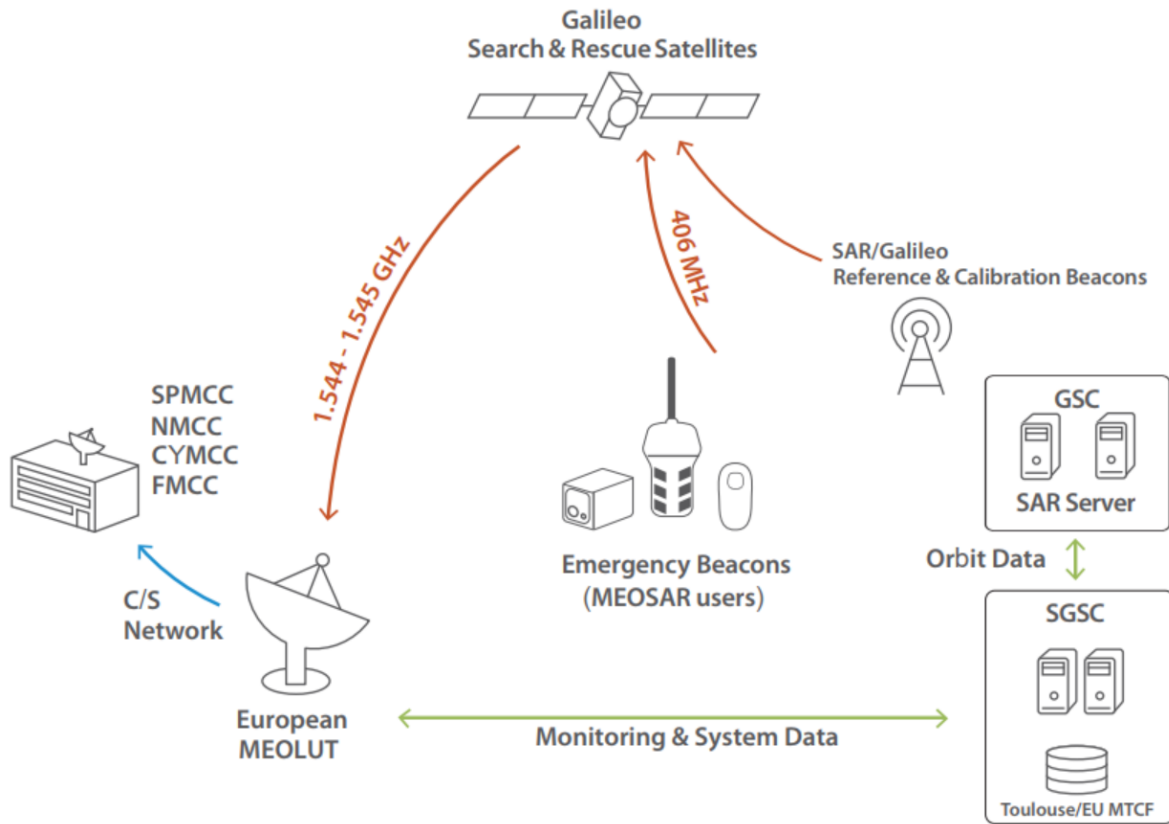 Galileo
Search & Rescue Satellites
1.544 - 1.545 GHz
406 MHz
SAR/Galileo
Reference & Calibration Beacons
SPMCC
NMCC
CYMCC
FMCC
GSC
SAR Server
Orbit Data
Emergency Beacons
(MEOSAR users)
C/S
Network
SGSC
European
MEOLUT
Monitoring & System Data
Toulouse/EU MTCF